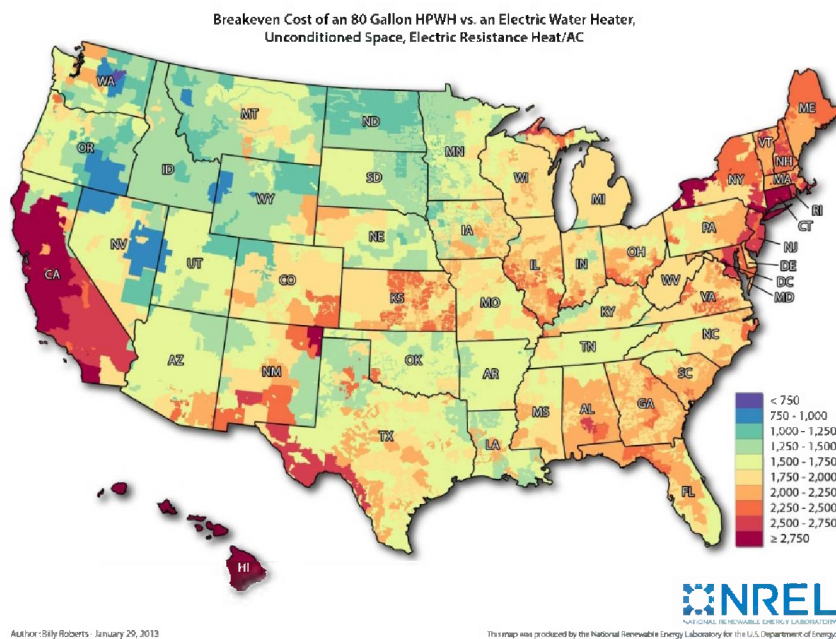 Breakeven Cost of an 80 Gallon HPWH vs. an Electric Water Heater,
Unconditioned Space, Electric Resistance Heat/AC
WA
MT
ND
MN
ME
VT
NH
OR
ID
WY
SD
WI
MI
NY
MA
RI
CT
NV
UT
NE
IA
PA
NJ
CA
CO
IL
IN
OH
DE
DC
MD
KS
MO
WV
KY
VA
AZ
NM
OK
AR
TN
NC
SC
TX
LA
MS
AL
GA
FL
HI
< 750
750 - 1,000
1,000 - 1,250
1,250 - 1,500
1,500 - 1,750
1,750 - 2,000
2,000 - 2,250
2,250 - 2,500
2,500 - 2,750
≥ 2,750
NREL
NATIONAL RENEWABLE ENERGY LABORATORY
Author: Billy Roberts - January 29, 2013
This map was produced by the National Renewable Energy Laboratory for the U.S. Department of Energy.